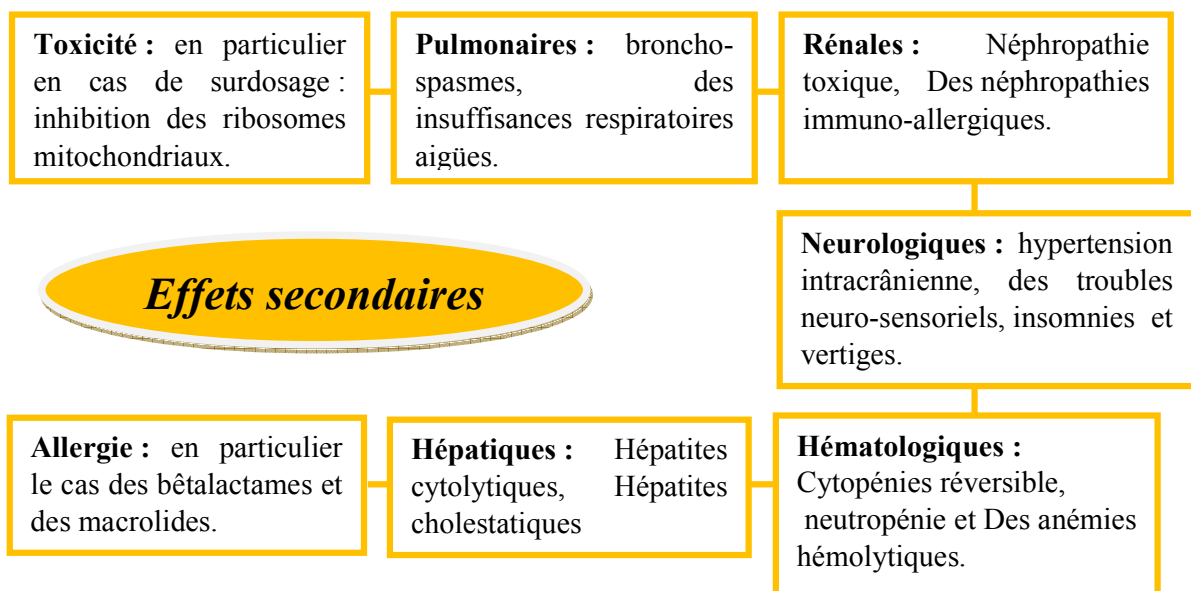 Toxicité : en particulier
en cas de surdosage :
inhibition des ribosomes
mitochondriaux.
Pulmonaires : broncho-
spasmes, des
insuffisances respiratoires
aigües.
Rénales : Néphropathie
toxique, Des néphropathies
immuno-allergiques.
Neurologiques : hypertension
intracrânienne, des troubles
neuro-sensoriels, insomnies et
vertiges.
Effets secondaires
Allergie : en particulier
le cas des bêtalactames et
des macrolides.
Hépatiques : Hépatites
cytolytiques, Hépatites
cholestatiques
Hématologiques :
Cytopénies réversible,
neutropénie et Des anémies
hémolytiques.